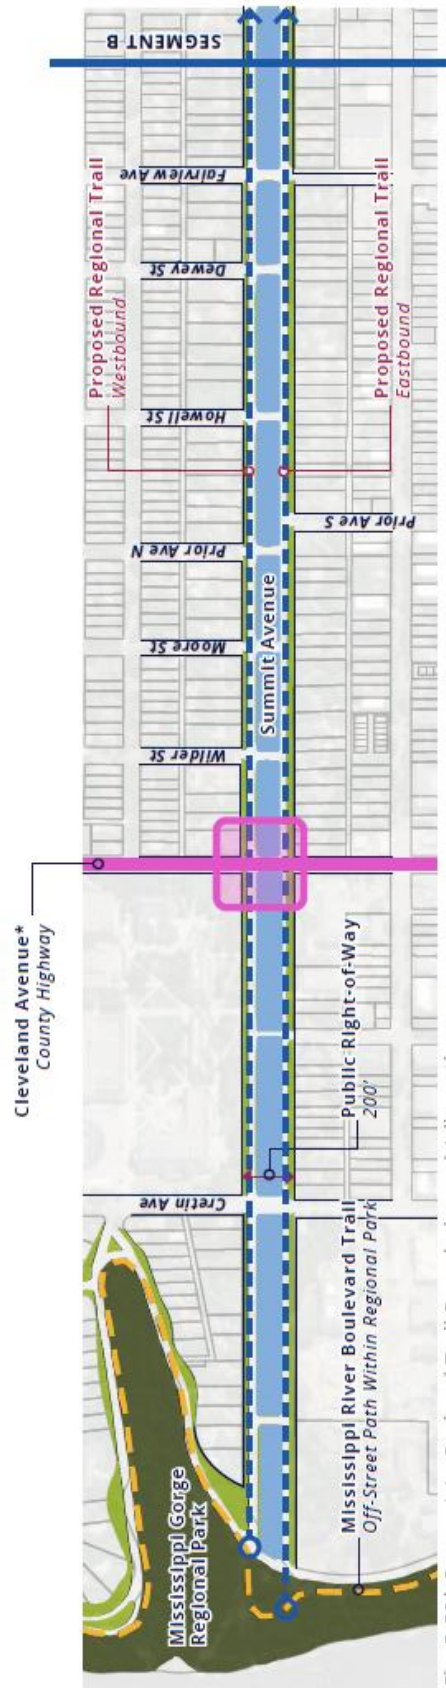 SEGMENT B
Fairview Ave
Dewey St
Howell St
Prior Ave N
Moore St
Wilder St
Cretin Ave
Prior Ave S
Proposed Regional Trail
Westbound
Proposed Regional Trail
Eastbound
Summit Avenue
Cleveland Avenue*
County Highway
Public Right-of-Way
200'
Mississippi River Boulevard Trail
Off-Street Path Within Regional Park
Mississippi Gorge
Regional Park